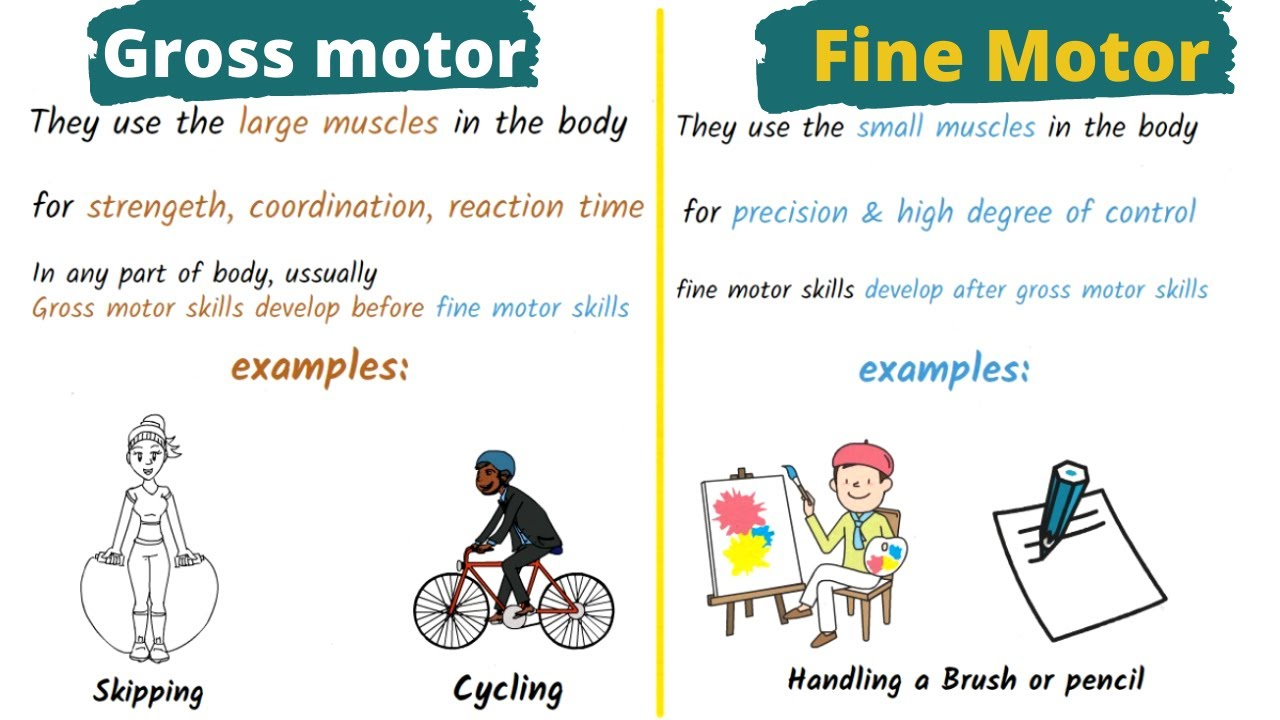 Gross motor
They use the large muscles in the body
for strengeth, coordination, reaction time
In any part of body, ussually
Gross motor skills develop before fine motor skills
examples:
Skipping
Cycling
Fine Motor
They use the small muscles in the body
for precision & high degree of control
fine motor skills develop after gross motor skills
examples:
Handling a Brush or pencil